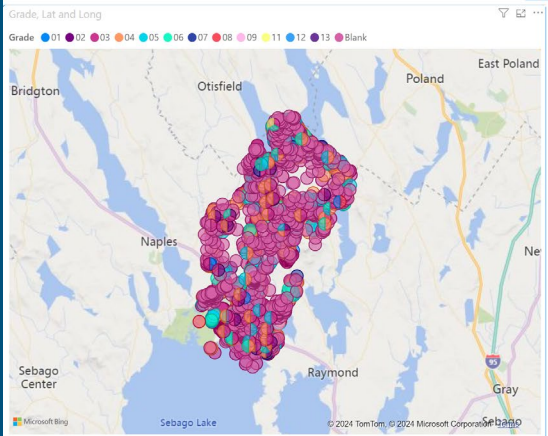 Grade, Lat and Long
Grade 01 02 03 04 05 06 07 08 09 11 12 13 Blank
East Poland
Poland
Otisfield
Bridgton
Naples
Ne
Sebago
Center
Raymond
95
Gray
Microsoft Bing
Sebago Lake
© 2024 TomTom, © 2024 Microsoft Corporation
Sebago